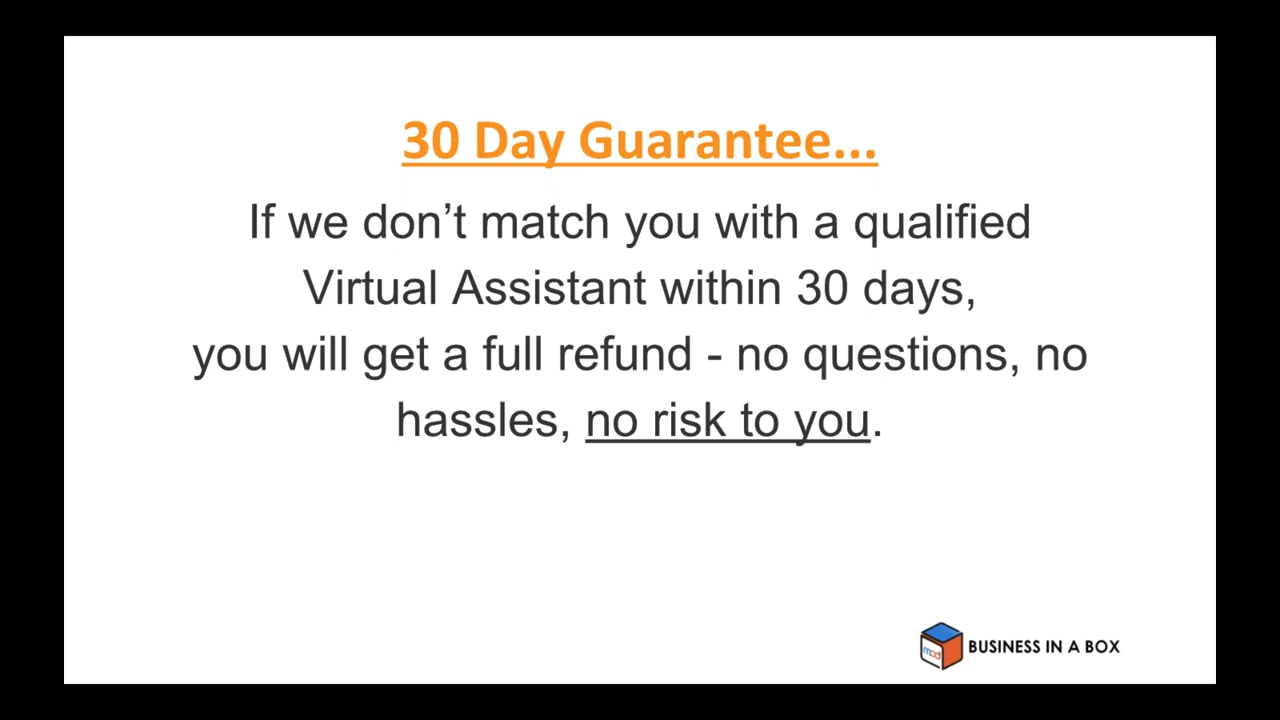 30 Day Guarantee...
If we don’t match you with a qualified
Virtual Assistant within 30 days,
you will get a full refund - no questions, no
hassles, no risk to you.
mod
BUSINESS IN A BOX